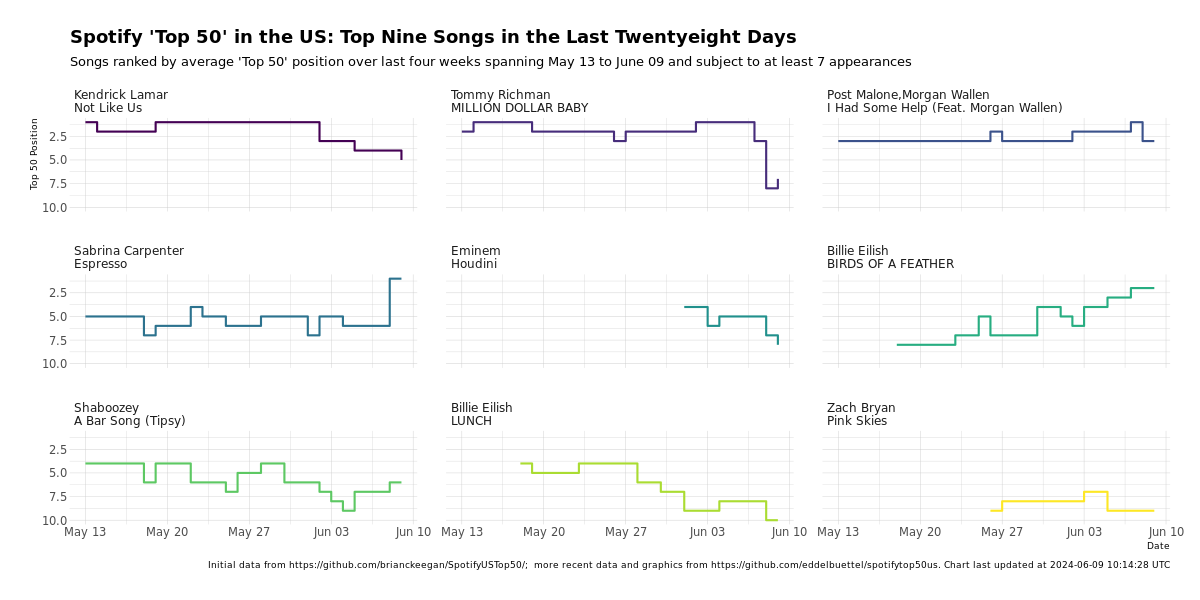 Spotify 'Top 50' in the US: Top Nine Songs in the Last Twentyeight Days
Songs ranked by average 'Top 50' position over last four weeks spanning May 13 to June 09 and subject to at least 7 appearances
Kendrick Lamar
Not Like Us
Tommy Richman
MILLION DOLLAR BABY
Post Malone,Morgan Wallen
I Had Some Help (Feat. Morgan Wallen)
Top 50 Position
2.5
5.0
7.5
10.0
Sabrina Carpenter
Espresso
Eminem
Houdini
Billie Eilish
BIRDS OF A FEATHER
2.5
5.0
7.5
10.0
Shaboozey
A Bar Song (Tipsy)
Billie Eilish
LUNCH
Zach Bryan
Pink Skies
2.5
5.0
7.5
10.0
May 13 May 20 May 27 Jun 03 Jun 10 May 13 May 20 May 27 Jun 03 Jun 10 May 13 May 20 May 27 Jun 03 Jun 10
Date
Initial data from https://github.com/brianckeegan/SpotifyUSTop50/;  more recent data and graphics from https://github.com/eddelbuettel/spotifytop50us. Chart last updated at 2024-06-09 10:14:28 UTC